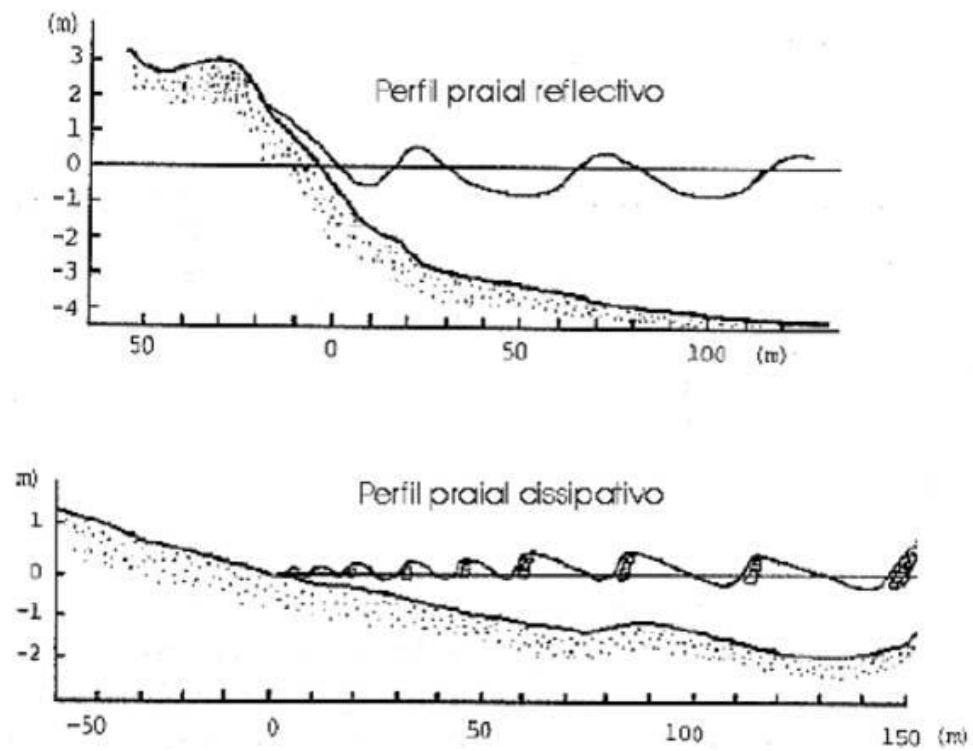 (m)
3
Perfil praial reflectivo
2
1
0
-1
-2
-3
-4
50 0 50 100 (m)
m)
Perfil praial dissipativo
1
0
-1
-2
-50 0 50 100 150 (m)